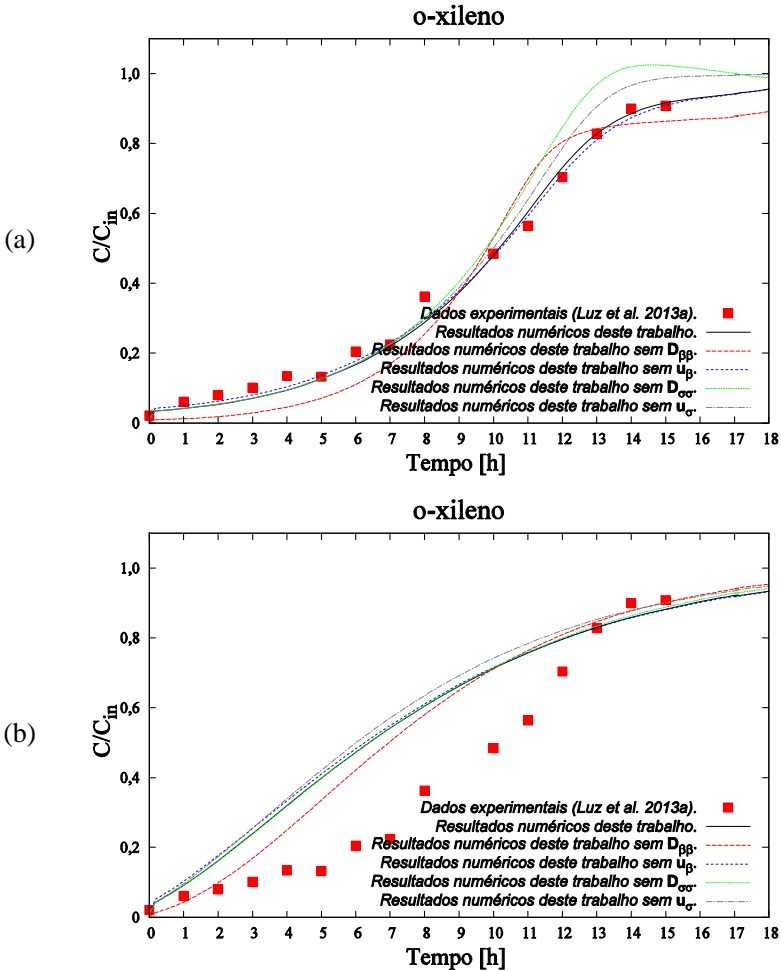 o-xileno
(a)
C/C_in
1,0
0,8
0,6
0,4
0,2
0
Dados experimentais (Luz et al. 2013a).
Resultados numéricos deste trabalho.
Resultados numéricos deste trabalho sem D_ββ.
Resultados numéricos deste trabalho sem u_β.
Resultados numéricos deste trabalho sem D_σσ.
Resultados numéricos deste trabalho sem u_σ.
0 1 2 3 4 5 6 7 8 9 10 11 12 13 14 15 16 17 18
Tempo [h]
o-xileno
(b)
C/C_in
1,0
0,8
0,6
0,4
0,2
0
Dados experimentais (Luz et al. 2013a).
Resultados numéricos deste trabalho.
Resultados numéricos deste trabalho sem D_ββ.
Resultados numéricos deste trabalho sem u_β.
Resultados numéricos deste trabalho sem D_σσ.
Resultados numéricos deste trabalho sem u_σ.
0 1 2 3 4 5 6 7 8 9 10 11 12 13 14 15 16 17 18
Tempo [h]